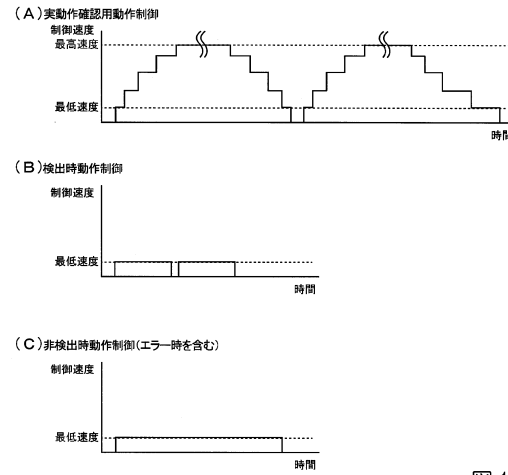 (A)実動作確認用動作制御
制御速度
最高速度
最低速度
時間
(B)検出時動作制御
制御速度
最低速度
時間
(C)非検出時動作制御(エラー時を含む)
制御速度
最低速度
時間